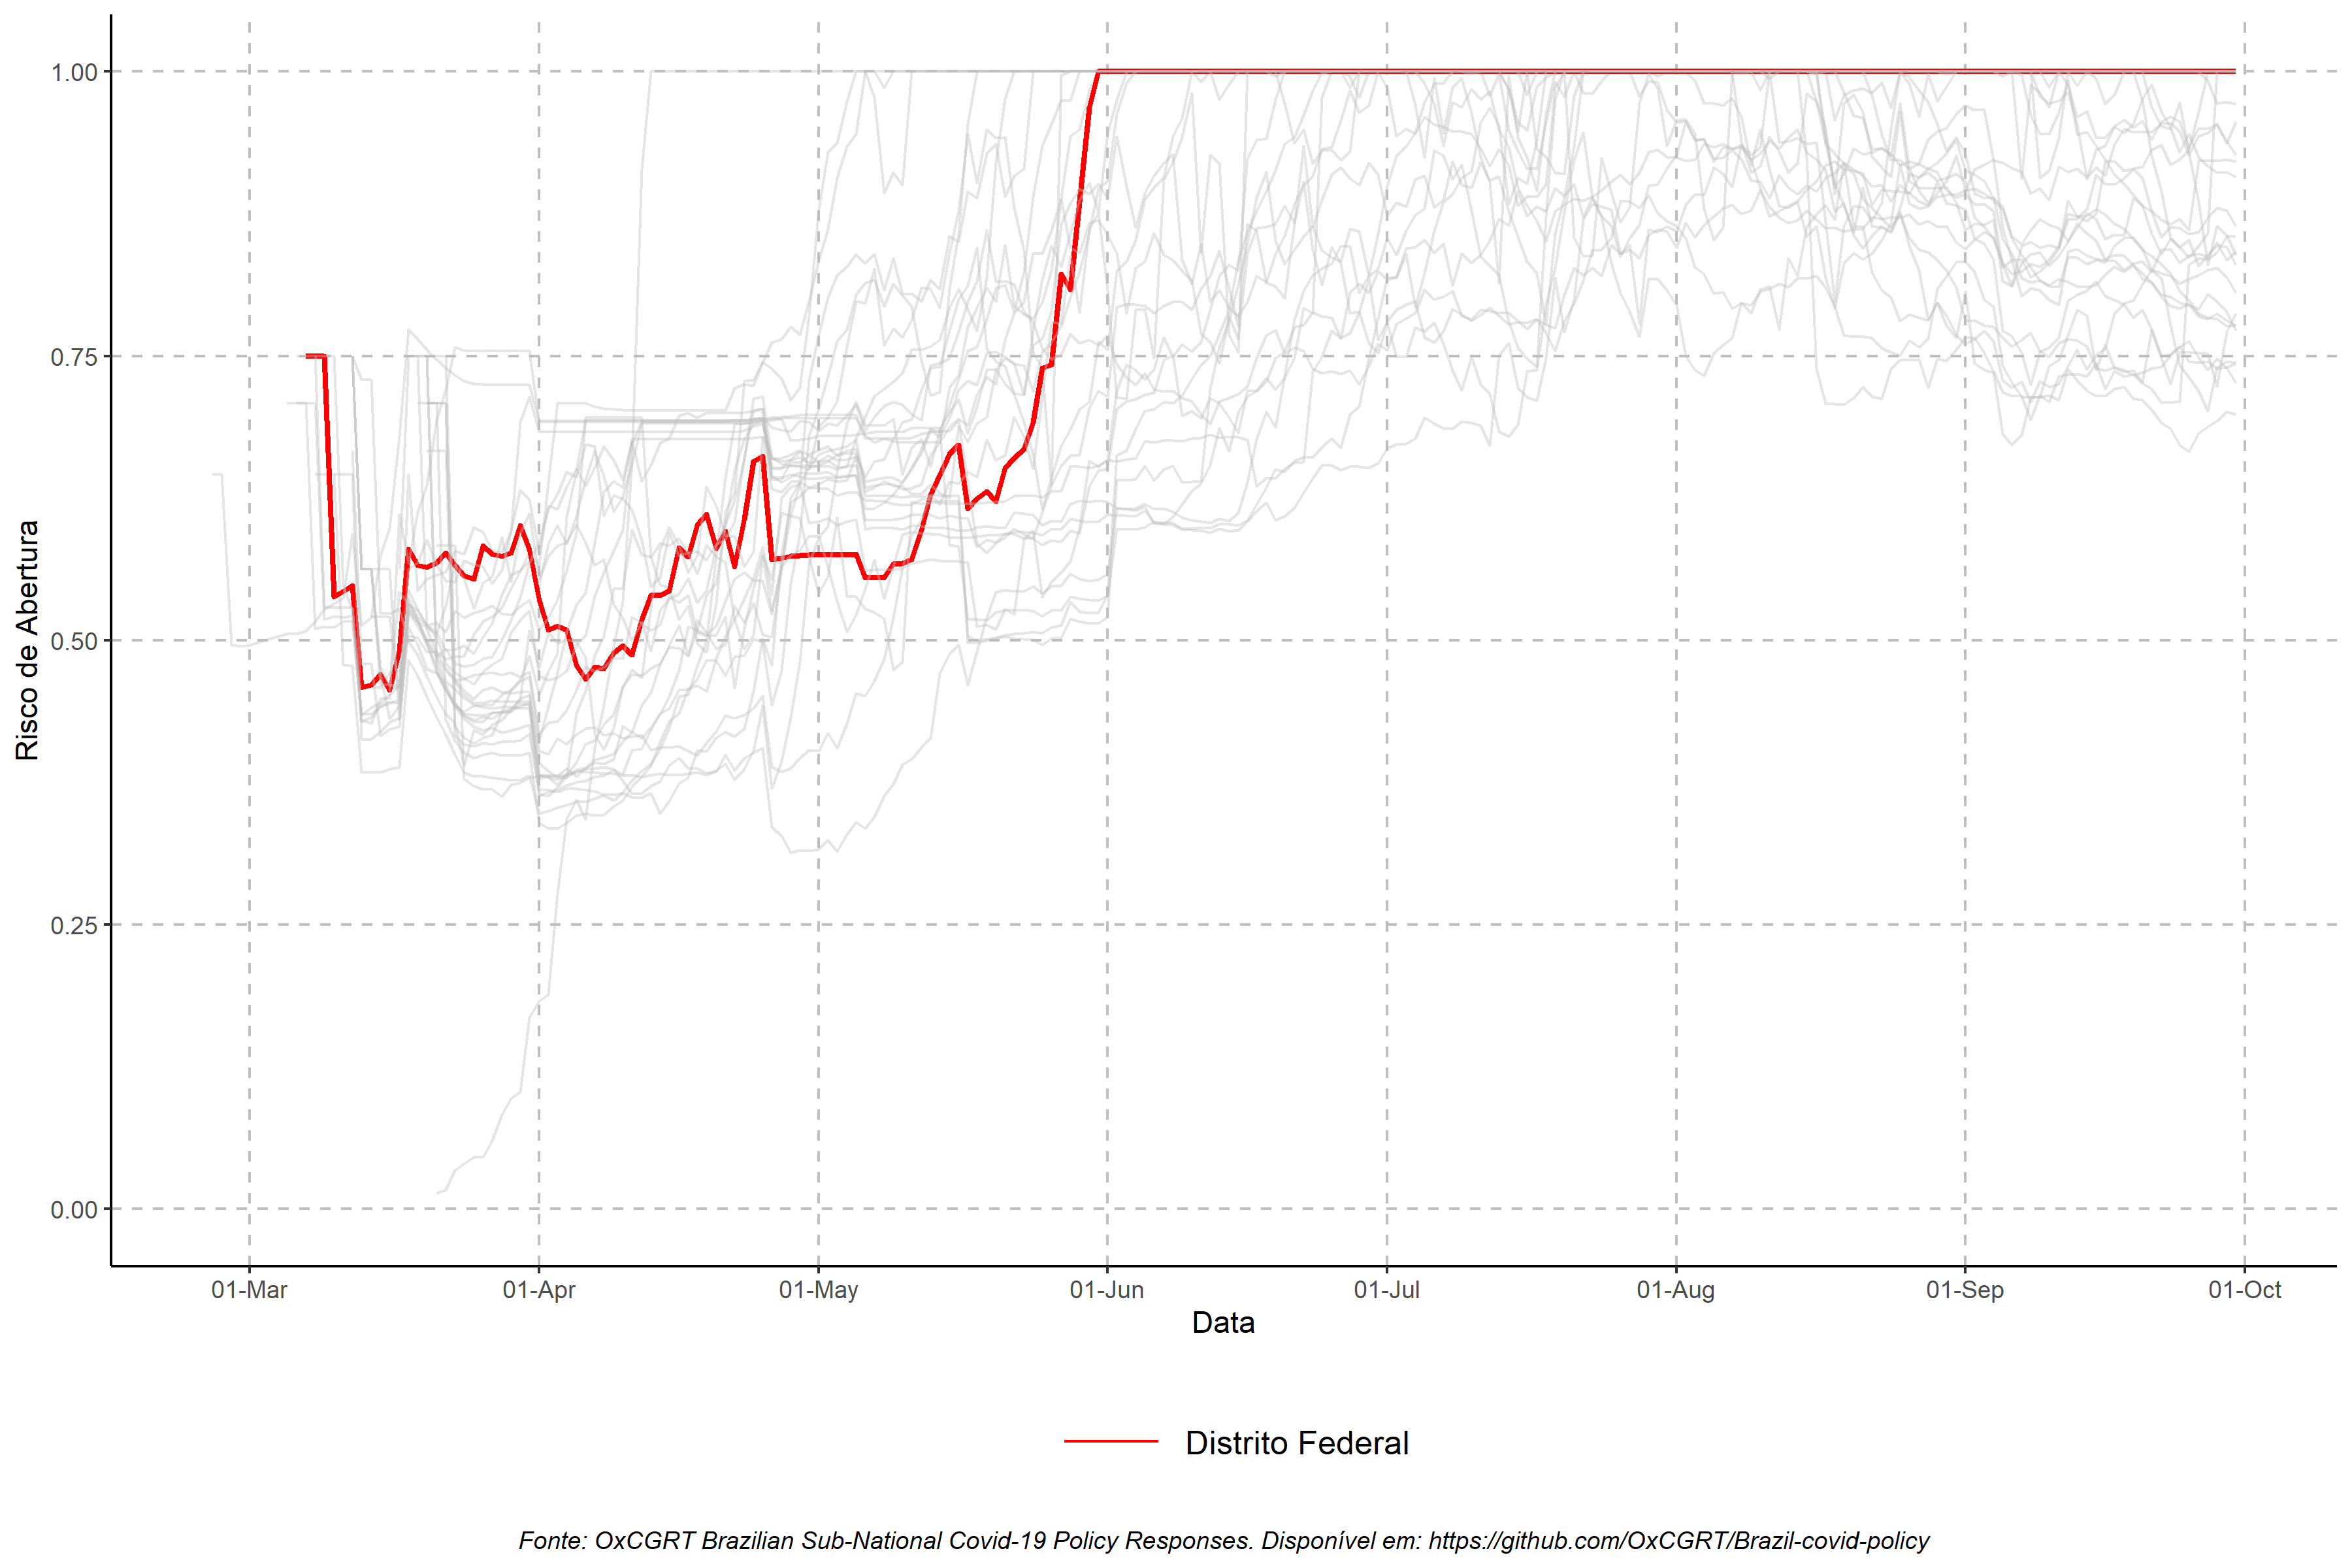 1.00
0.75
0.50
0.25
0.00
Risco de Abertura
01-Mar 01-Apr 01-May 01-Jun 01-Jul 01-Aug 01-Sep 01-Oct
Data
Distrito Federal
Fonte: OxCGRT Brazilian Sub-National Covid-19 Policy Responses. Disponível em: https://github.com/OxCGRT/Brazil-covid-policy